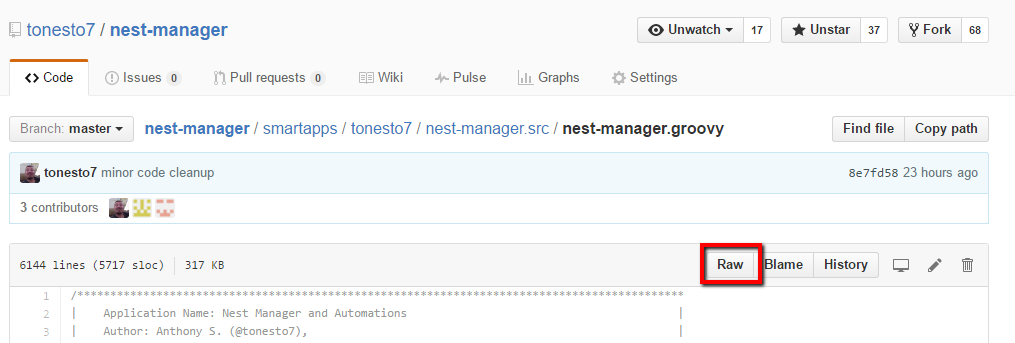 tonesto7 / nest-manager Unwatch 17 Unstar 37 Fork 68
Code Issues 0 Pull requests 0 Wiki Pulse Graphs Settings
Branch: master nest-manager / smartapps / tonesto7 / nest-manager.src / nest-manager.groovy Find file Copy path
tonesto7 minor code cleanup 8e7fd58 23 hours ago
3 contributors
6144 lines (5717 sloc) 317 KB Raw Blame History
1 /********************************************************************************************
2 | Application Name: Nest Manager and Automations |
3 | Author: Anthony S. (@tonesto7), |